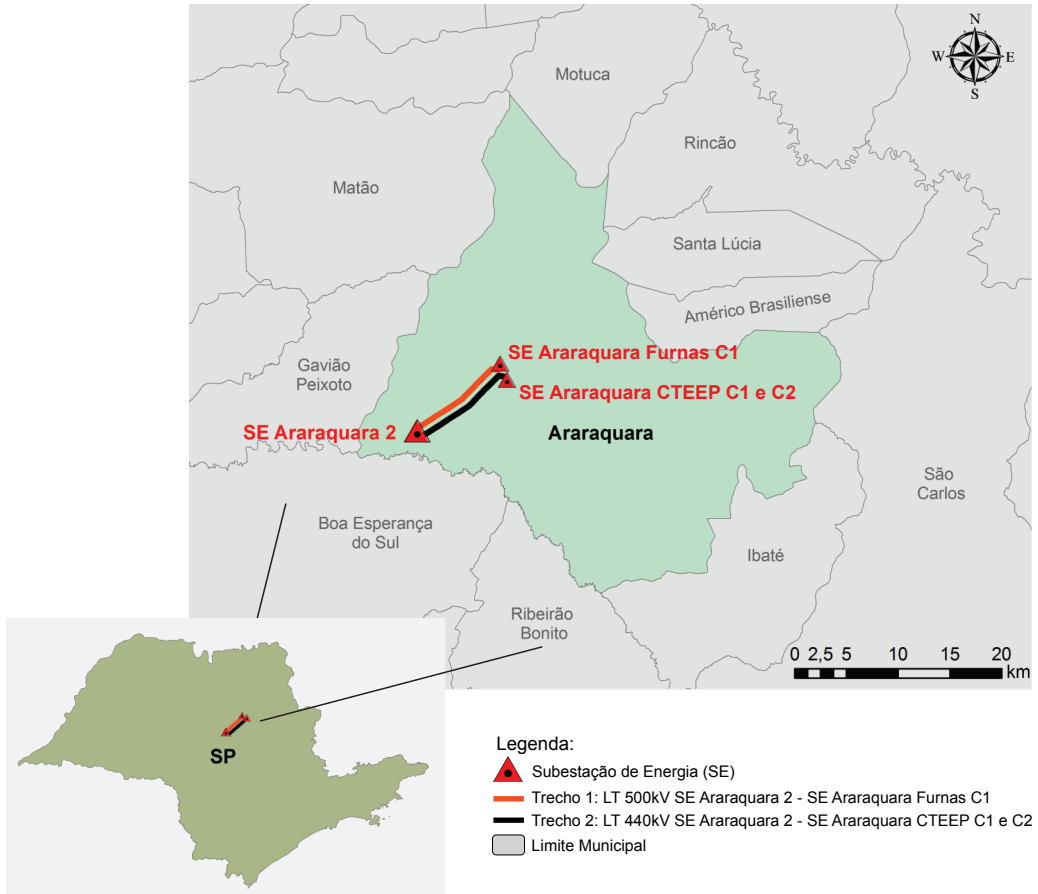 N
W
E
S
Motuca
Rincão
Matão
Santa Lúcia
Américo Brasiliense
SE Araraquara Furnas C1
Gavião
Peixoto
SE Araraquara CTEEP C1 e C2
SE Araraquara 2
Araraquara
São
Carlos
Boa Esperança
do Sul
Ibaté
Ribeirão
Bonito
0 2,5 5 10 15 20
km
SP
Legenda:
Subestação de Energia (SE)
Trecho 1: LT 500kV SE Araraquara 2 - SE Araraquara Furnas C1
Trecho 2: LT 440kV SE Araraquara 2 - SE Araraquara CTEEP C1 e C2
Limite Municipal